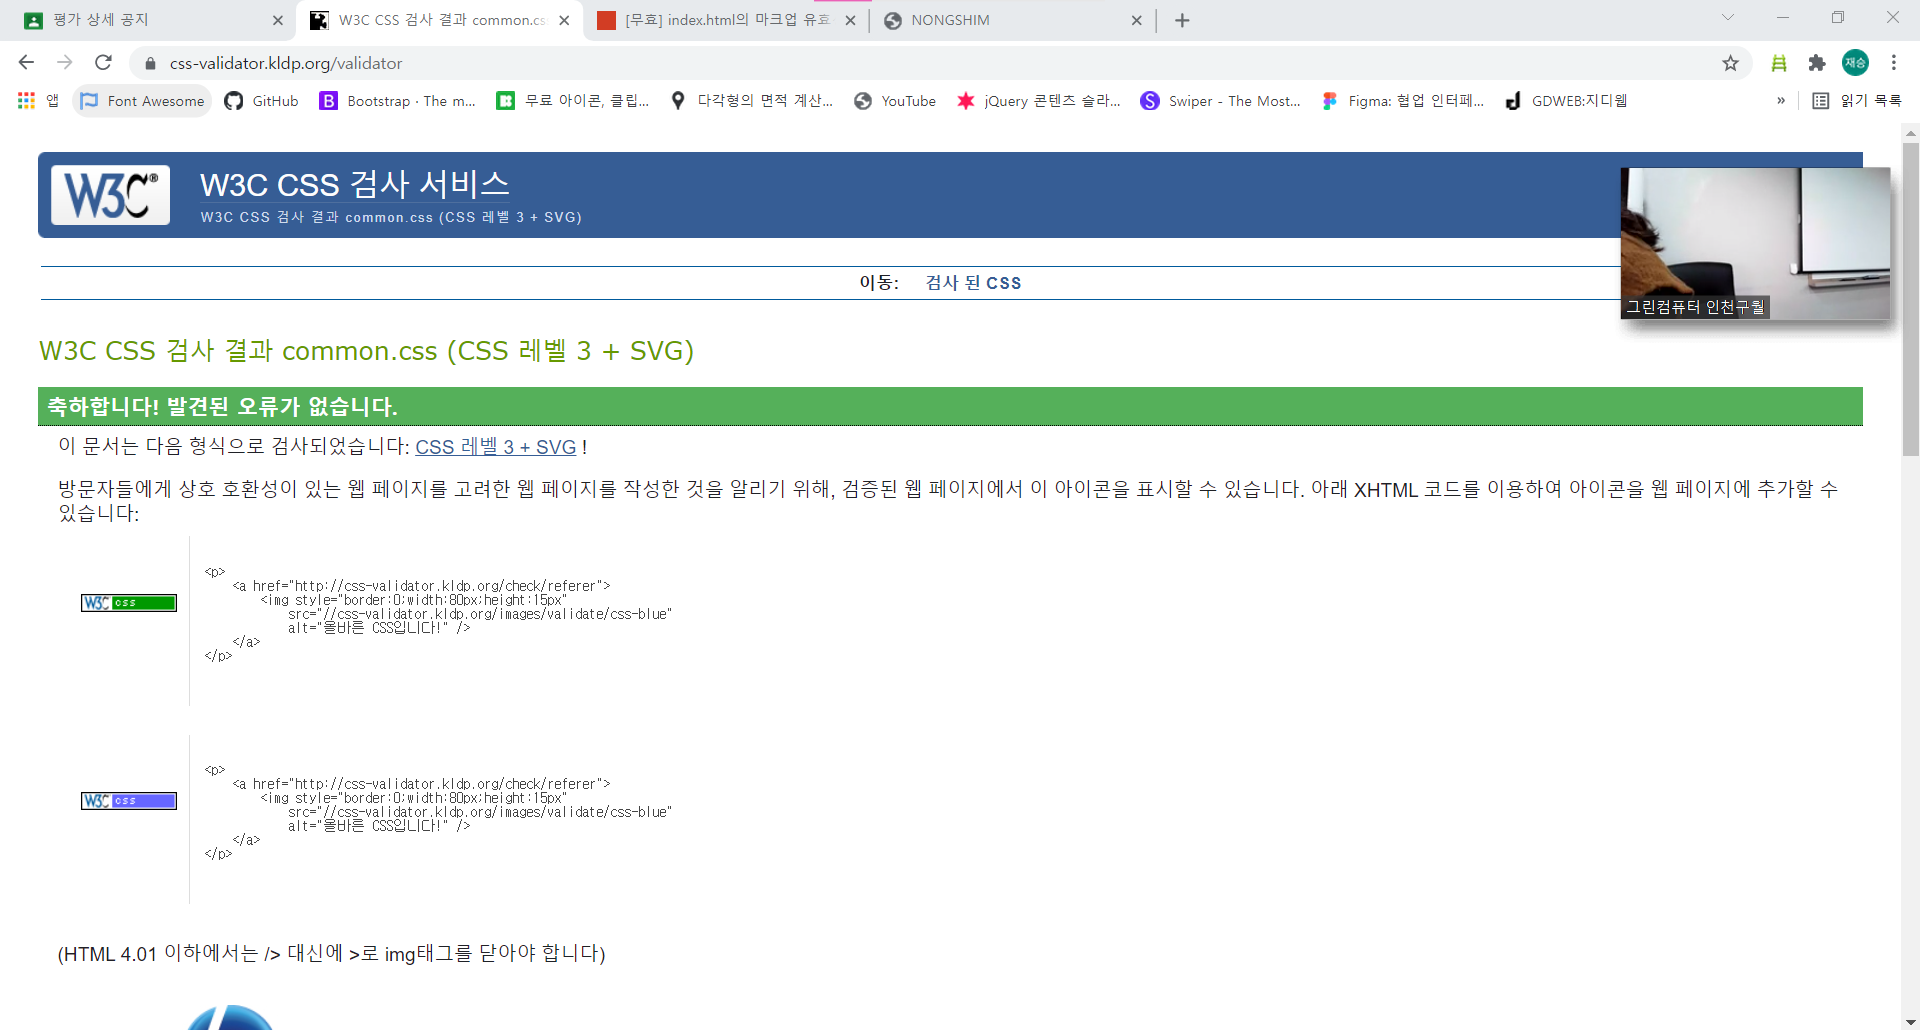 평가 상세 공지
W3C CSS 검사 결과 common.cs
[무효] index.html의 마크업 유효
NONGSHIM
css-validator.kldp.org/validator
재승
앱
Font Awesome
GitHub
Bootstrap · The m...
무료 아이콘, 클립...
다각형의 면적 계산...
YouTube
jQuery 콘텐츠 슬라...
Swiper - The Most...
Figma: 협업 인터페...
GDWEB:지디웹
»
읽기 목록
W3C®
W3C CSS 검사 서비스
W3C CSS 검사 결과 common.css (CSS 레벨 3 + SVG)
이동: 검사 된 CSS
그린컴퓨터 인천구월
W3C CSS 검사 결과 common.css (CSS 레벨 3 + SVG)
축하합니다! 발견된 오류가 없습니다.
이 문서는 다음 형식으로 검사되었습니다: CSS 레벨 3 + SVG !
방문자들에게 상호 호환성이 있는 웹 페이지를 고려한 웹 페이지를 작성한 것을 알리기 위해, 검증된 웹 페이지에서 이 아이콘을 표시할 수 있습니다. 아래 XHTML 코드를 이용하여 아이콘을 웹 페이지에 추가할 수
있습니다:
W3C css
<p>
<a href="http://css-validator.kldp.org/check/referer">
<img style="border:0;width:80px;height:15px"
src="//css-validator.kldp.org/images/validate/css-blue"
alt="올바른 CSS입니다!" />
</a>
</p>
W3C css
<p>
<a href="http://css-validator.kldp.org/check/referer">
<img style="border:0;width:80px;height:15px"
src="//css-validator.kldp.org/images/validate/css-blue"
alt="올바른 CSS입니다!" />
</a>
</p>
(HTML 4.01 이하에서는 /> 대신에 >로 img태그를 닫아야 합니다)